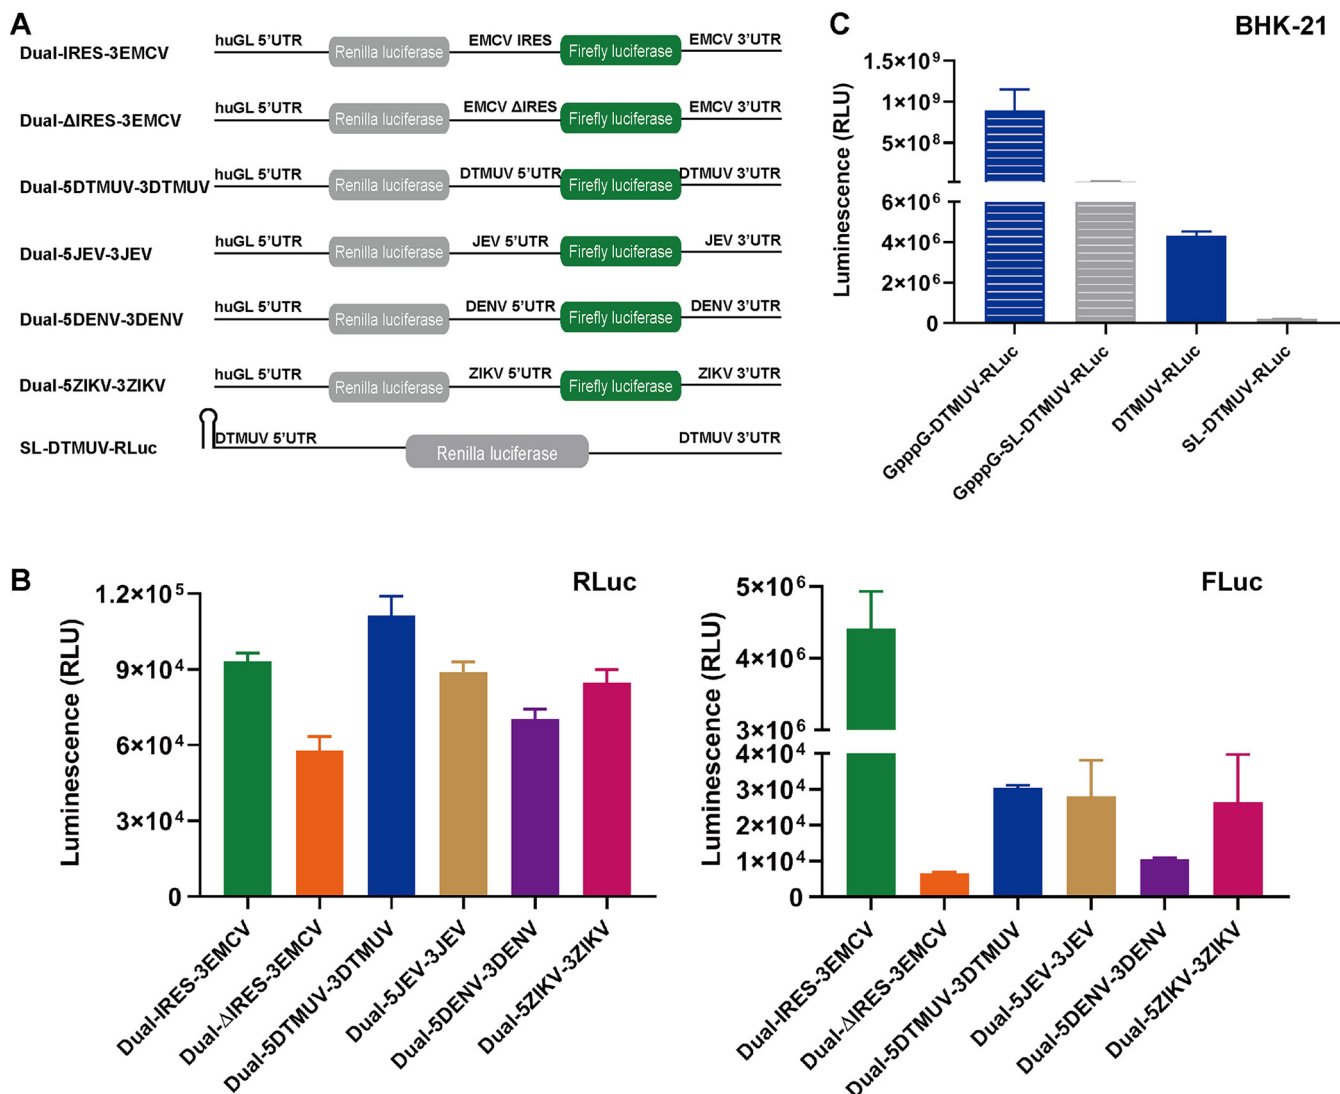 A
Dual-IRES-3EMCV
huGL 5’UTR
Renilla luciferase
EMCV IRES
Firefly luciferase
EMCV 3’UTR
Dual-ΔIRES-3EMCV
huGL 5’UTR
Renilla luciferase
EMCV ΔIRES
Firefly luciferase
EMCV 3’UTR
Dual-5DTMUV-3DTMUV
huGL 5’UTR
Renilla luciferase
DTMUV 5’UTR
Firefly luciferase
DTMUV 3’UTR
Dual-5JEV-3JEV
huGL 5’UTR
Renilla luciferase
JEV 5’UTR
Firefly luciferase
JEV 3’UTR
Dual-5DENV-3DENV
huGL 5’UTR
Renilla luciferase
DENV 5’UTR
Firefly luciferase
DENV 3’UTR
Dual-5ZIKV-3ZIKV
huGL 5’UTR
Renilla luciferase
ZIKV 5’UTR
Firefly luciferase
ZIKV 3’UTR
SL-DTMUV-RLuc
DTMUV 5’UTR
Renilla luciferase
DTMUV 3’UTR
C
BHK-21
Luminescence (RLU)
1.5×10⁹
1×10⁹
5×10⁸
6×10⁶
4×10⁶
2×10⁶
0
GpppG-DTMUV-RLuc
GpppG-SL-DTMUV-RLuc
DTMUV-RLuc
SL-DTMUV-RLuc
B
RLuc
Luminescence (RLU)
1.2×10⁵
9×10⁴
6×10⁴
3×10⁴
0
Dual-IRES-3EMCV
Dual-ΔIRES-3EMCV
Dual-5DTMUV-3DTMUV
Dual-5JEV-3JEV
Dual-5DENV-3DENV
Dual-5ZIKV-3ZIKV
FLuc
Luminescence (RLU)
5×10⁶
4×10⁶
3×10⁶
4×10⁴
3×10⁴
2×10⁴
1×10⁴
0
Dual-IRES-3EMCV
Dual-ΔIRES-3EMCV
Dual-5DTMUV-3DTMUV
Dual-5JEV-3JEV
Dual-5DENV-3DENV
Dual-5ZIKV-3ZIKV